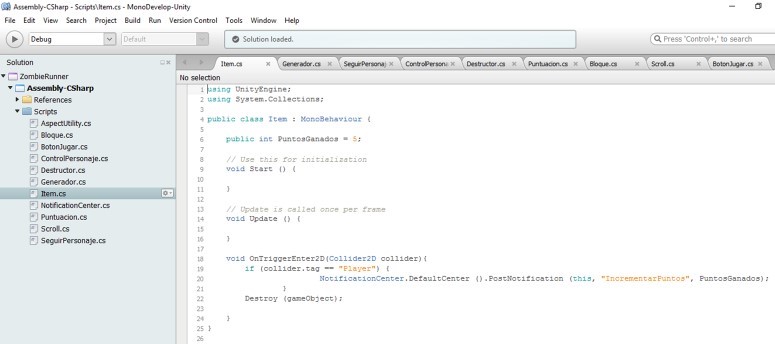 Assembly-CSharp - Scripts\Item.cs - MonoDevelop-Unity
File Edit View Search Project Build Run Version Control Tools Window Help
Debug Default Solution loaded. Press 'Control+,' to search
Solution
Item.cs Generador.cs SeguirPersonaj ControlPersona Destructor.cs Puntuacion.cs Bloque.cs Scroll.cs BotonJugar.cs
No selection
ZombieRunner
Assembly-CSharp
References
Scripts
AspectUtility.cs
Bloque.cs
BotonJugar.cs
ControlPersonaje.cs
Destructor.cs
Generador.cs
Item.cs
NotificationCenter.cs
Puntuacion.cs
Scroll.cs
SeguirPersonaje.cs
1 using UnityEngine;
2 using System.Collections;
3
4 public class Item : MonoBehaviour {
5
6 public int PuntosGanados = 5;
7
8 // Use this for initialization
9 void Start () {
10
11 }
12
13 // Update is called once per frame
14 void Update () {
15
16 }
17
18 void OnTriggerEnter2D(Collider2D collider){
19 if (collider.tag == "Player") {
20 NotificationCenter.DefaultCenter ().PostNotification (this, "IncrementarPuntos", PuntosGanados);
21 }
22 Destroy (gameObject);
23
24 }
25 }
26